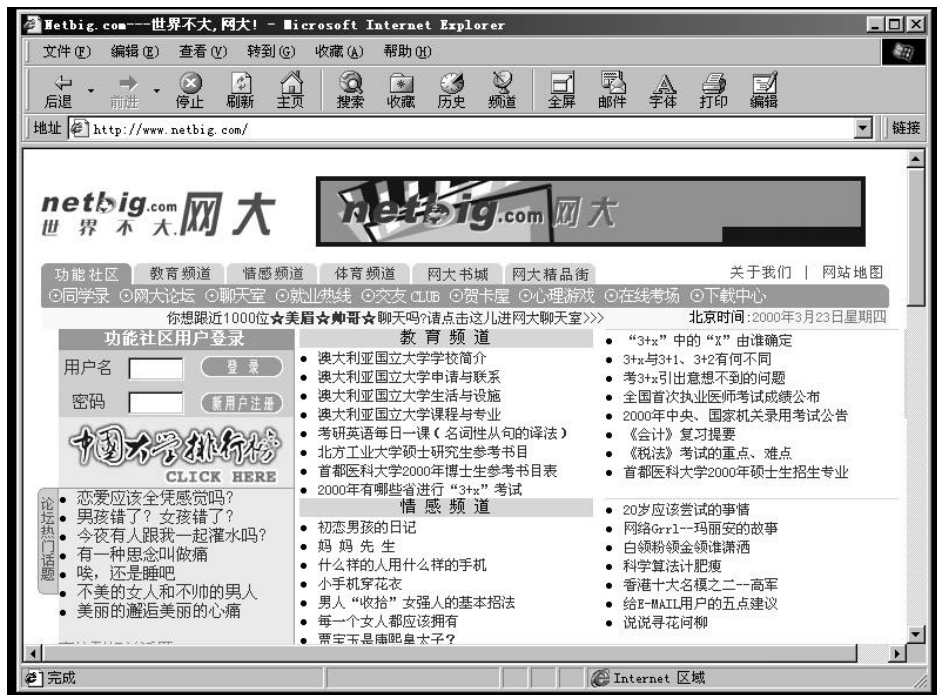 Netbig.com---世界不大,网大! - Microsoft Internet Explorer
文件(F) 编辑(E) 查看(V) 转到(G) 收藏(A) 帮助(H)
后退 前进 停止 刷新 主页 搜索 收藏 历史 频道 全屏 邮件 字体 打印 编辑
地址 http://www.netbig.com/ 链接
netbig.com 网大
世界不大.
netbig.com 网大
功能社区 教育频道 情感频道 体育频道 网大书城 网大精品街 关于我们 | 网站地图
⊙同学录 ⊙网大论坛 ⊙聊天室 ⊙就业热线 ⊙交友CLUB ⊙贺卡屋 ⊙心理游戏 ⊙在线考场 ⊙下载中心
你想跟近1000位☆美眉☆帅哥☆聊天吗?请点击这儿进网大聊天室>>> 北京时间:2000年3月23日星期四
功能社区用户登录
用户名 登录
密码 新用户注册
中国大学排行榜
CLICK HERE
论坛热门话题
• 恋爱应该全凭感觉吗?
• 男孩错了? 女孩错了?
• 今夜有人跟我一起灌水吗?
• 有一种思念叫做痛
• 唉, 还是睡吧
• 不美的女人和不帅的男人
• 美丽的邂逅美丽的心痛
教育频道
• 澳大利亚国立大学学校简介
• 澳大利亚国立大学申请与联系
• 澳大利亚国立大学生活与设施
• 澳大利亚国立大学课程与专业
• 考研英语每日一课(名词性从句的译法)
• 北方工业大学硕士研究生参考书目
• 首都医科大学2000年博士生参考书目表
• 2000年有哪些省进行“3+x”考试
• “3+x”中的“X”由谁确定
• 3+x与3+1、3+2有何不同
• 考3+x引出意想不到的问题
• 全国首次执业医师考试成绩公布
• 2000年中央、国家机关录用考试公告
• 《会计》复习提要
• 《税法》考试的重点、难点
• 首都医科大学2000年硕士生招生专业
情感频道
• 初恋男孩的日记
• 妈妈先生
• 什么样的人用什么样的手机
• 小手机穿花衣
• 男人“收拾”女强人的基本招法
• 每一个女人都应该拥有
• 贾宝玉是康熙皇太子?
• 20岁应该尝试的事情
• 网络Grrl--玛丽安的故事
• 白领粉领金领谁潇洒
• 科学算法计肥瘦
• 香港十大名模之二--高军
• 给E-MAIL用户的五点建议
• 说说寻花问柳
完成 Internet 区域